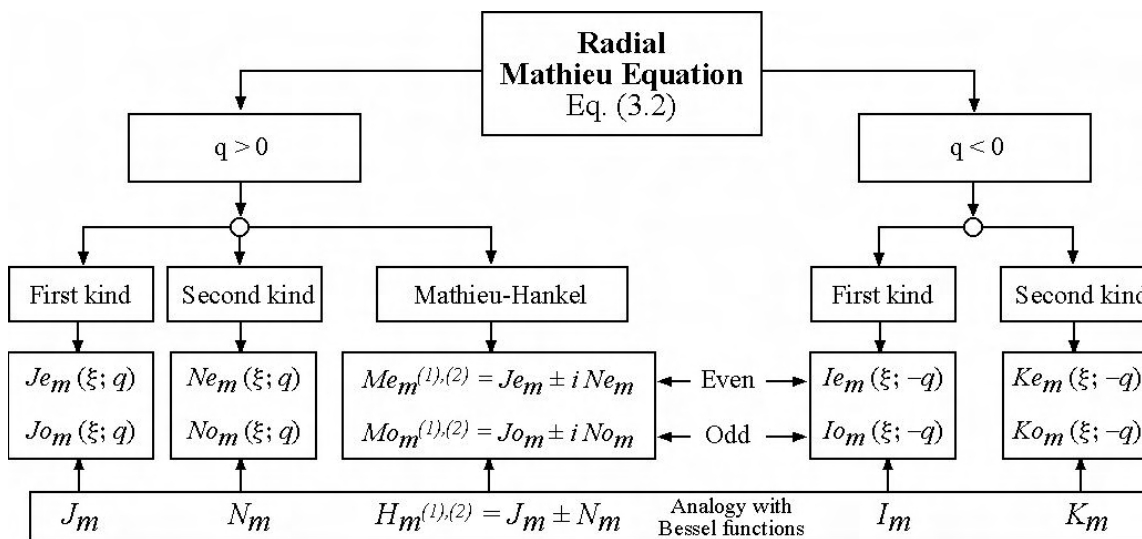 Radial
Mathieu Equation
Eq. (3.2)
q > 0
q < 0
First kind
Second kind
Mathieu-Hankel
First kind
Second kind
Je_m (ξ; q)
Ne_m (ξ; q)
Me_m^(1),(2) = Je_m ± i Ne_m
Even
Ie_m (ξ; −q)
Ke_m (ξ; −q)
Jo_m (ξ; q)
No_m (ξ; q)
Mo_m^(1),(2) = Jo_m ± i No_m
Odd
Io_m (ξ; −q)
Ko_m (ξ; −q)
J_m
N_m
H_m^(1),(2) = J_m ± N_m
Analogy with
Bessel functions
I_m
K_m